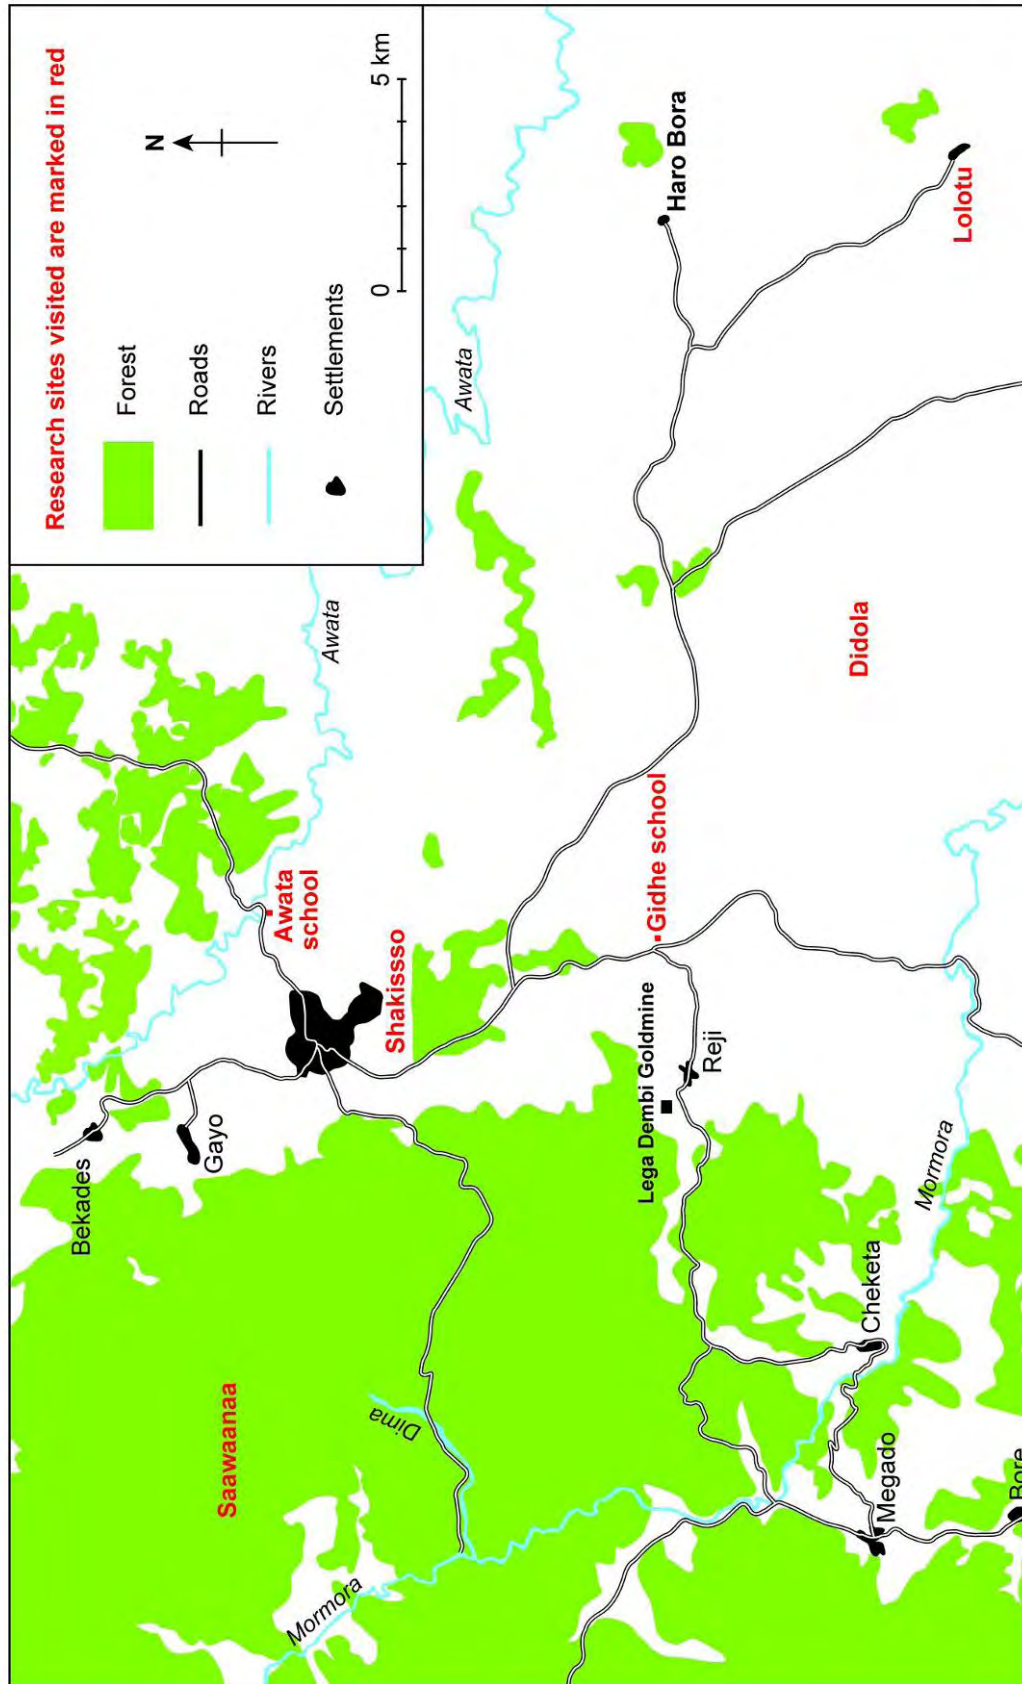 Research sites visited are marked in red
Forest
Roads
Rivers
Settlements
N
0
5 km
Bekades
Gayo
Saawaanaa
Awata
school
Mormora
Awata
Shakissso
Dima
Awata
Lega Dembi Goldmine
Gidhe school
Haro Bora
Reji
Didola
Cheketa
Megado
Mormora
Lolotu
Bore